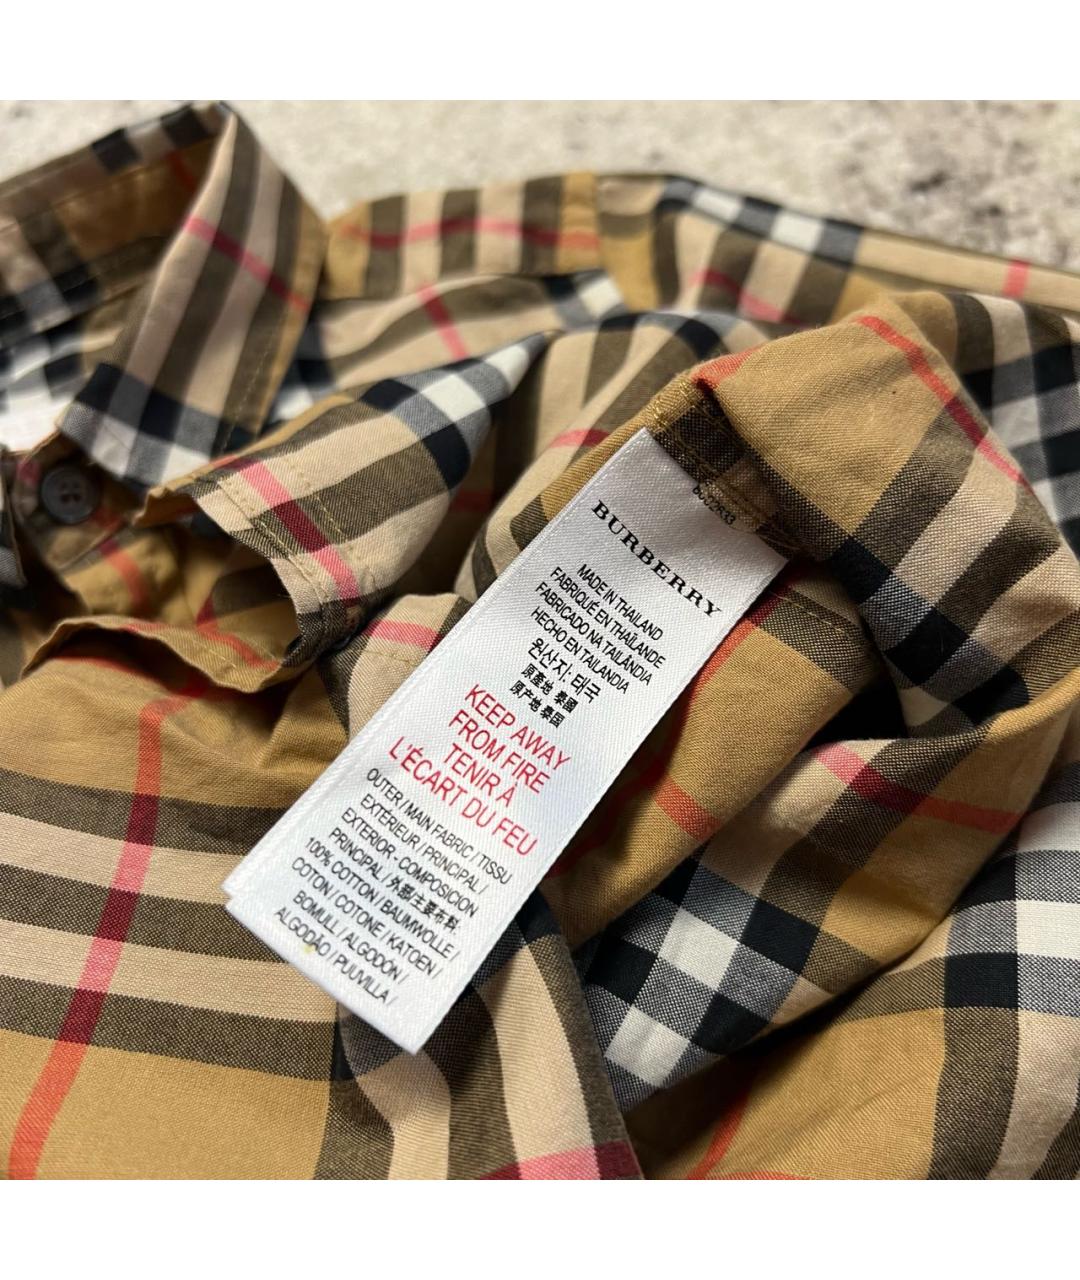 BURBERRY
MADE IN THAILAND
FABRIQUÉ EN THAÏLANDE
FABRICADO NA TAILÂNDIA
HECHO EN TAILANDIA
원산지: 태국
原產地 泰國
原产地 泰国
KEEP AWAY
FROM FIRE
TENIR À
L'ÉCART DU FEU
OUTER / MAIN FABRIC / TISSU
EXTÉRIEUR / PRINCIPAL /
EXTERIOR : COMPOSICION
PRINCIPAL / 外部主要布料:
100% COTTON / BAUMWOLLE /
COTON / COTONE / KATOEN /
BOMULL / ALGODÓN /
ALGODÃO / PUUVILLA /